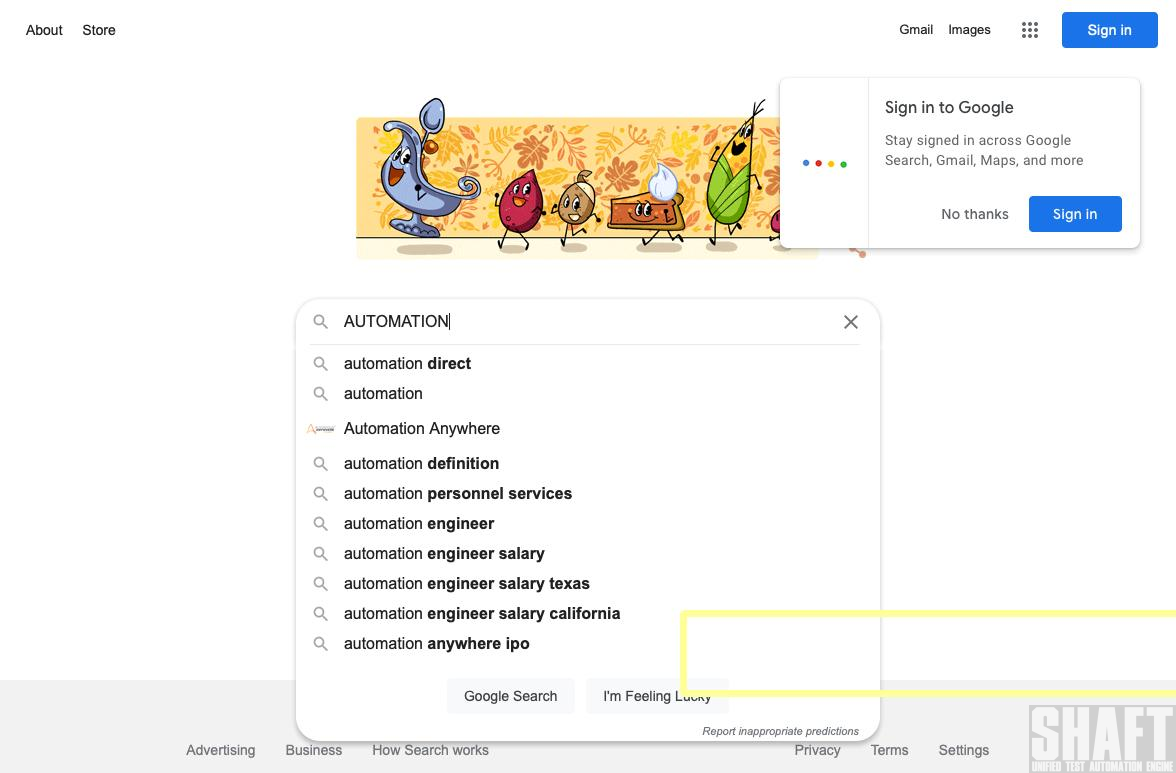 About Store
Gmail Images Sign in
Sign in to Google
Stay signed in across Google
Search, Gmail, Maps, and more
No thanks Sign in
AUTOMATION
automation direct
automation
Automation Anywhere
automation definition
automation personnel services
automation engineer
automation engineer salary
automation engineer salary texas
automation engineer salary california
automation anywhere ipo
Google Search I'm Feeling Lucky
Report inappropriate predictions
Advertising Business How Search works
Privacy Terms Settings
SHAFT
UNIFIED TEST AUTOMATION ENGINE